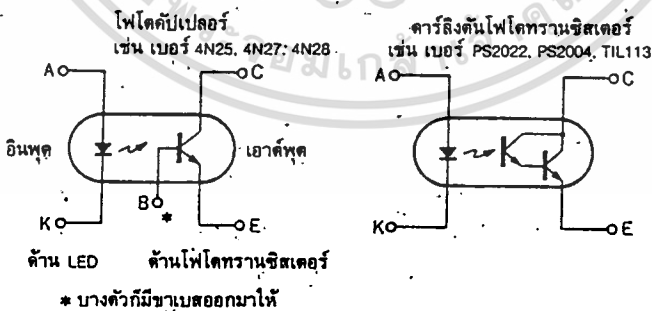 โฟโตคัปเปลอร์
เช่น เบอร์ 4N25, 4N27, 4N28
ดาร์ลิงตันโฟโตทรานซิสเตอร์
เช่น เบอร์ PS2022, PS2004, TIL113
A
C
A
C
อินพุต
เอาต์พุต
B
*
K
E
K
E
ด้าน LED
ด้านโฟโตทรานซิสเตอร์
* บางตัวก็มีขาเบสออกมาให้